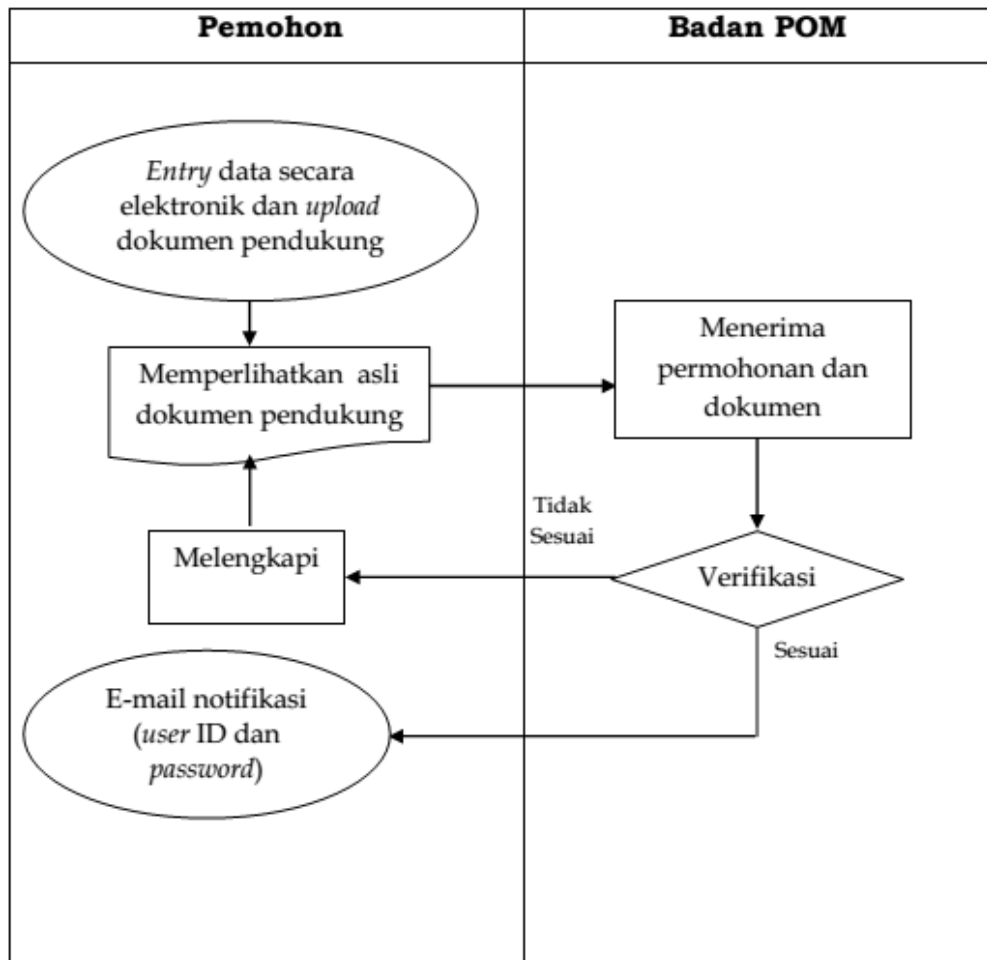 Pemohon
Badan POM
Entry data secara
elektronik dan upload
dokumen pendukung
Memperlihatkan asli
dokumen pendukung
Menerima
permohonan dan
dokumen
Tidak
Sesuai
Melengkapi
Verifikasi
Sesuai
E-mail notifikasi
(user ID dan
password)